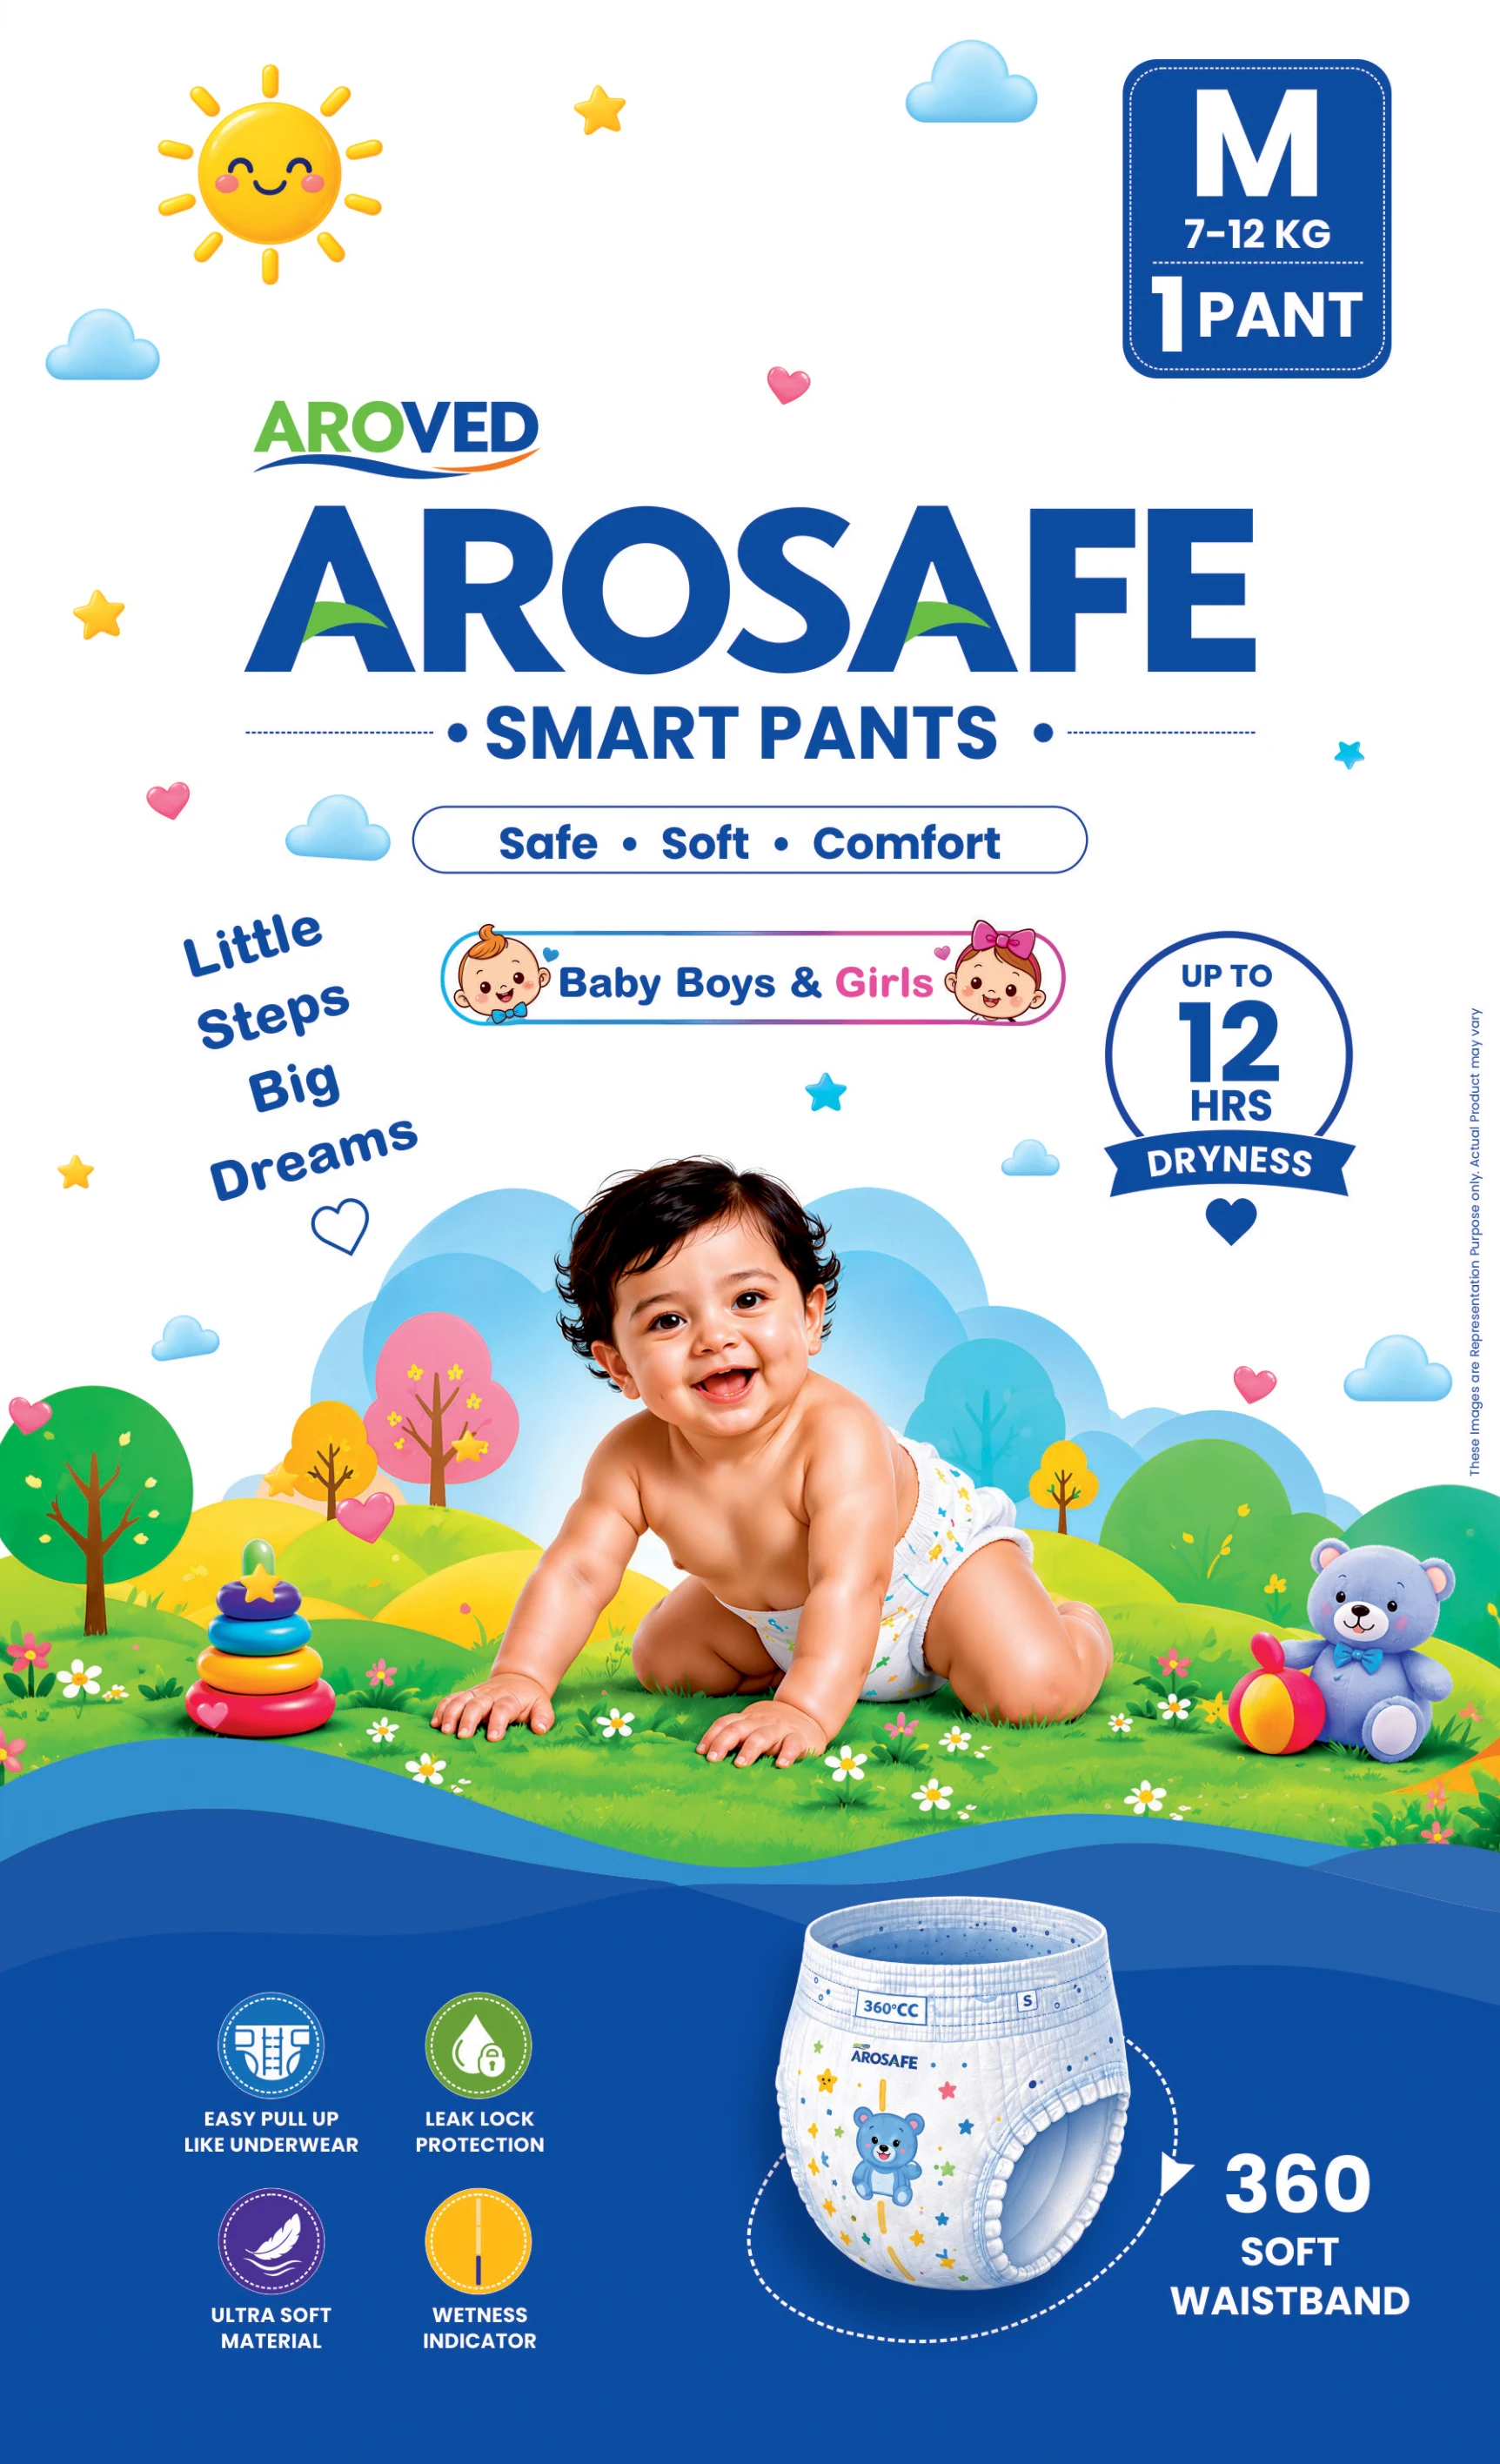 M
7-12 KG
1 PANT
AROVED
AROSAFE
• SMART PANTS •
Safe • Soft • Comfort
Little
Steps
Big
Dreams
Baby Boys & Girls
UP TO
12
HRS
DRYNESS
These Images are Representation Purpose only. Actual Product may vary
360°CC
S
AROSAFE
EASY PULL UP
LIKE UNDERWEAR
LEAK LOCK
PROTECTION
ULTRA SOFT
MATERIAL
WETNESS
INDICATOR
360
SOFT
WAISTBAND